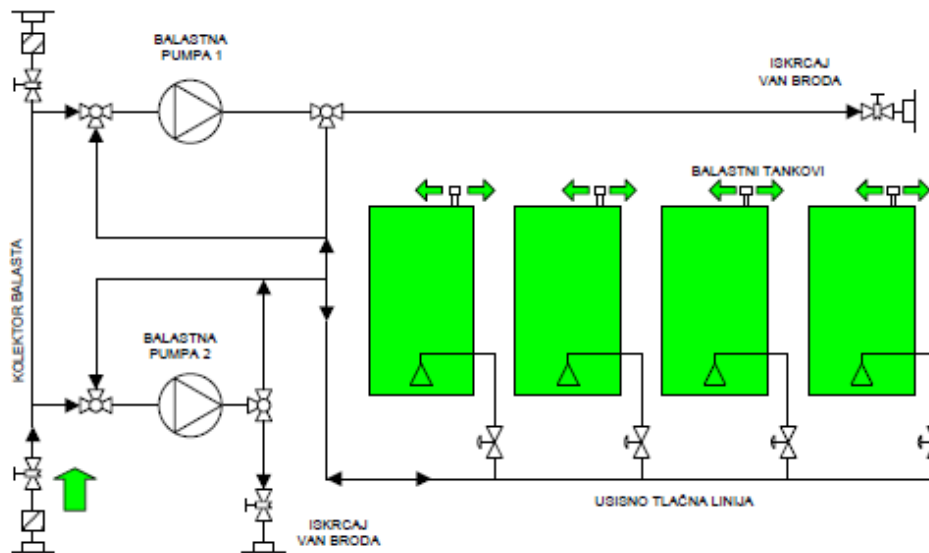 BALASTNA
PUMPA 1
ISKRCAJ
VAN BRODA
BALASTNI TANKOVI
KOLEKTOR BALASTA
BALASTNA
PUMPA 2
ISKRCAJ
VAN BRODA
USISNO TLAČNA LINIJA